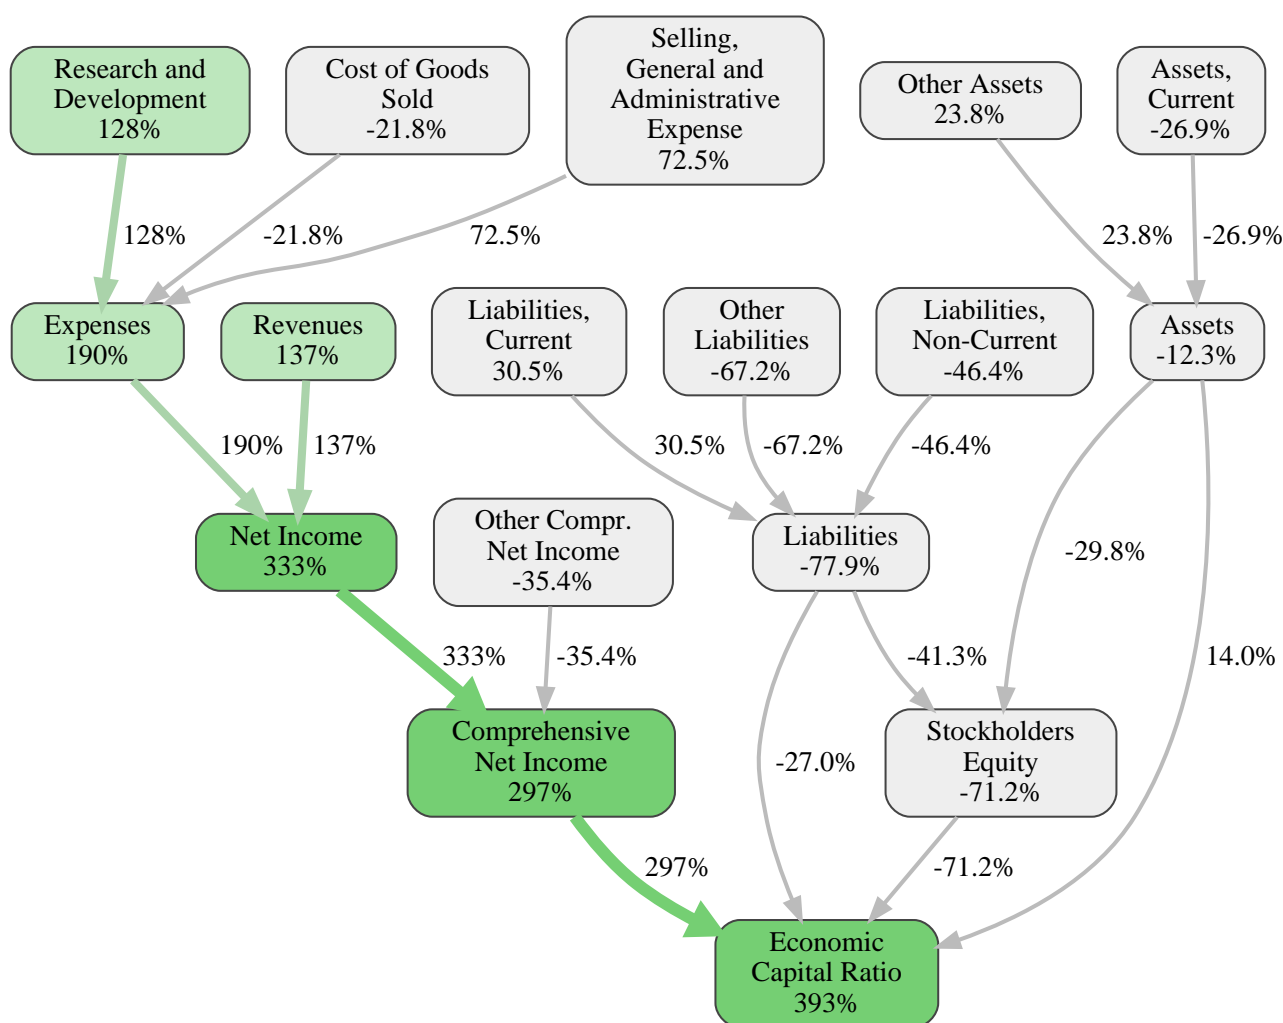 Research and
Development
128%
Cost of Goods
Sold
-21.8%
Selling,
General and
Administrative
Expense
72.5%
Other Assets
23.8%
Assets,
Current
-26.9%
128%
-21.8%
72.5%
23.8%
-26.9%
Expenses
190%
Revenues
137%
Liabilities,
Current
30.5%
Other
Liabilities
-67.2%
Liabilities,
Non-Current
-46.4%
Assets
-12.3%
190%
137%
30.5%
-67.2%
-46.4%
Net Income
333%
Other Compr.
Net Income
-35.4%
Liabilities
-77.9%
-29.8%
333%
-35.4%
-41.3%
14.0%
Comprehensive
Net Income
297%
-27.0%
Stockholders
Equity
-71.2%
297%
-71.2%
Economic
Capital Ratio
393%